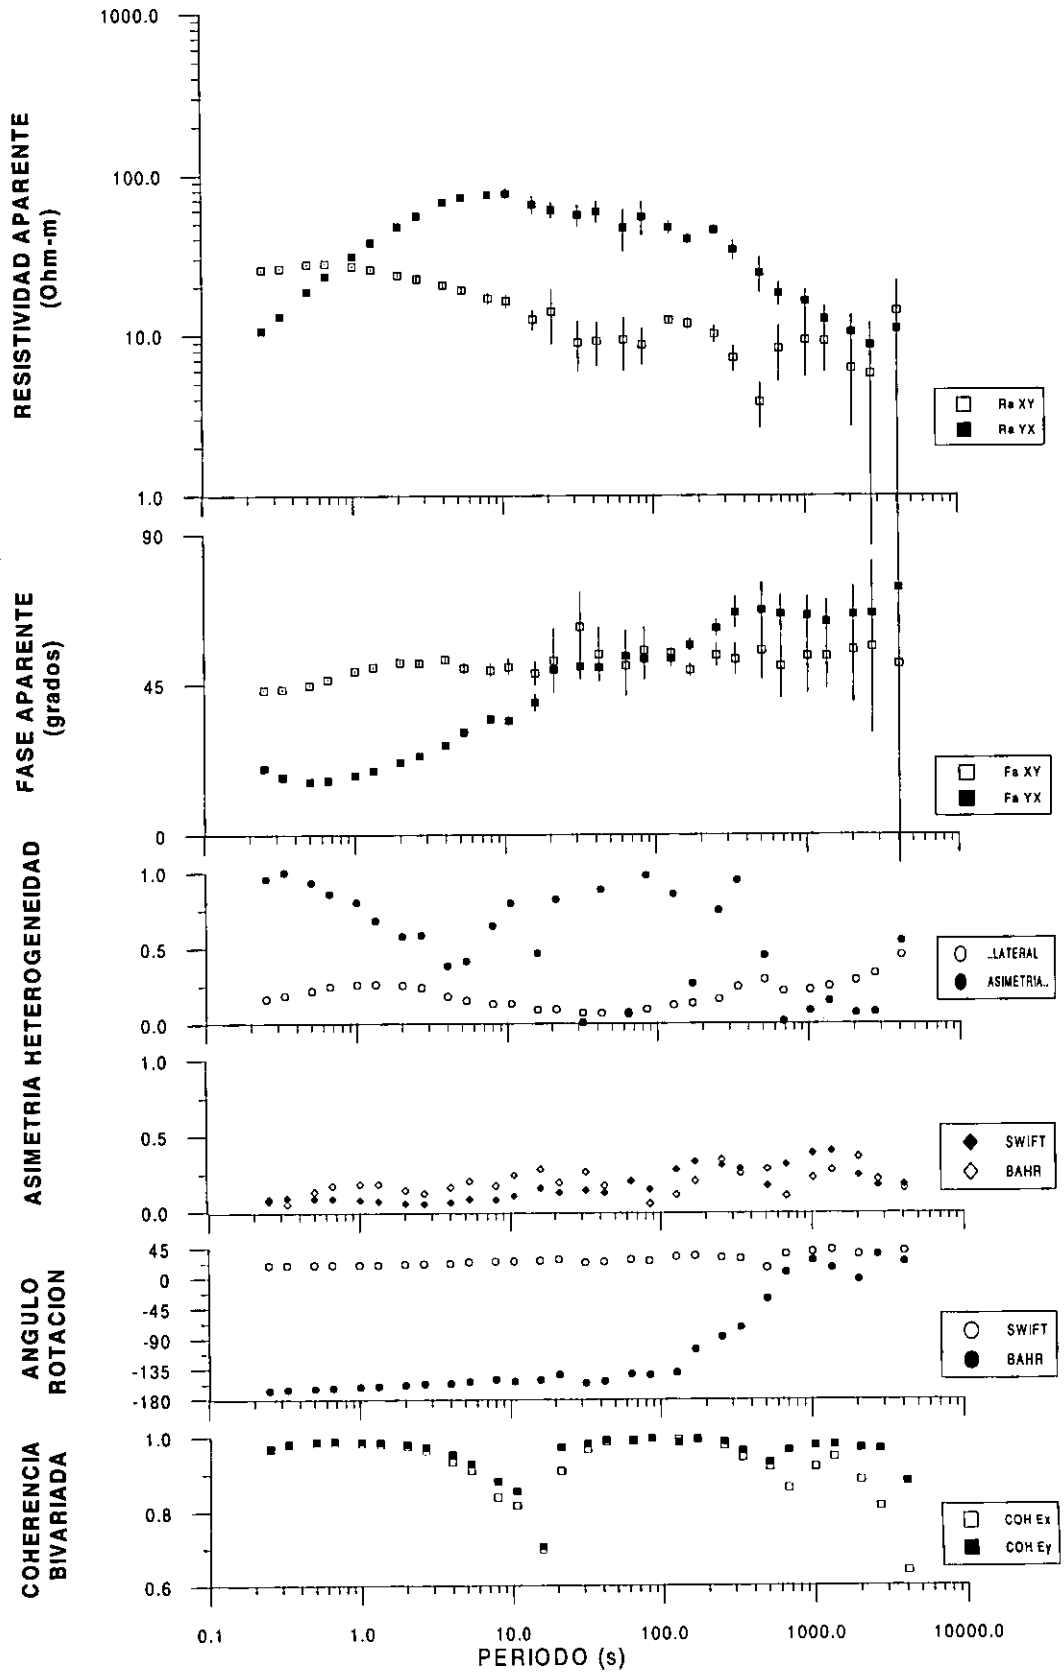 1000.0
100.0
10.0
1.0
RESISTIVIDAD APARENTE
(Ohm-m)
Ra XY
Ra YX
90
45
0
FASE APARENTE
(grados)
Fa XY
Fa YX
1.0
0.5
0.0
ASIMETRIA HETEROGENEIDAD
..LATERAL
ASIMETRIA..
1.0
0.5
0.0
SWIFT
BAHR
45
0
-45
-90
-135
-180
ANGULO
ROTACION
SWIFT
BAHR
1.0
0.8
0.6
COHERENCIA
BIVARIADA
COH Ex
COH Ey
0.1
1.0
10.0
100.0
1000.0
10000.0
PERIODO (s)